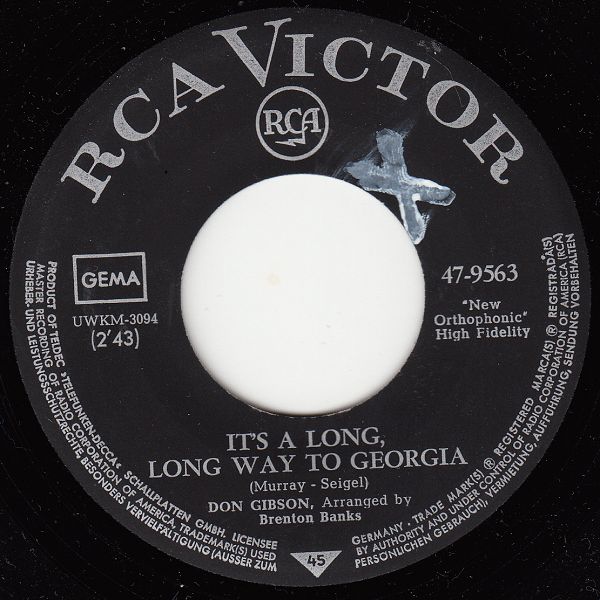 RCA VICTOR
RCA
GEMA
UWKM-3094
(2'43)
47-9563
"New
Orthophonic"
High Fidelity
IT'S A LONG,
LONG WAY TO GEORGIA
(Murray - Seigel)
DON GIBSON, Arranged by
Brenton Banks
45
PRODUCT OF TELDEC »TELEFUNKEN-DECCA« SCHALLPLATTEN GMBH. LICENSEE
MASTER RECORDING OF RADIO CORPORATION OF AMERICA, TRADEMARK(S) USED
URHEBER UND LEISTUNGSSCHUTZRECHTE, BESONDERS VERVIELFÄLTIGUNG (AUSSER ZUM
GERMANY - TRADE MARK(S) ® REGISTERED MARCA(S) ® REGISTRADA(S)
BY AUTHORITY AND UNDER CONTROL OF RADIO CORPORATION OF AMERICA (RCA)
PERSÖNLICHEN GEBRAUCH), VERMIETUNG, AUFFÜHRUNG, SENDUNG VORBEHALTEN